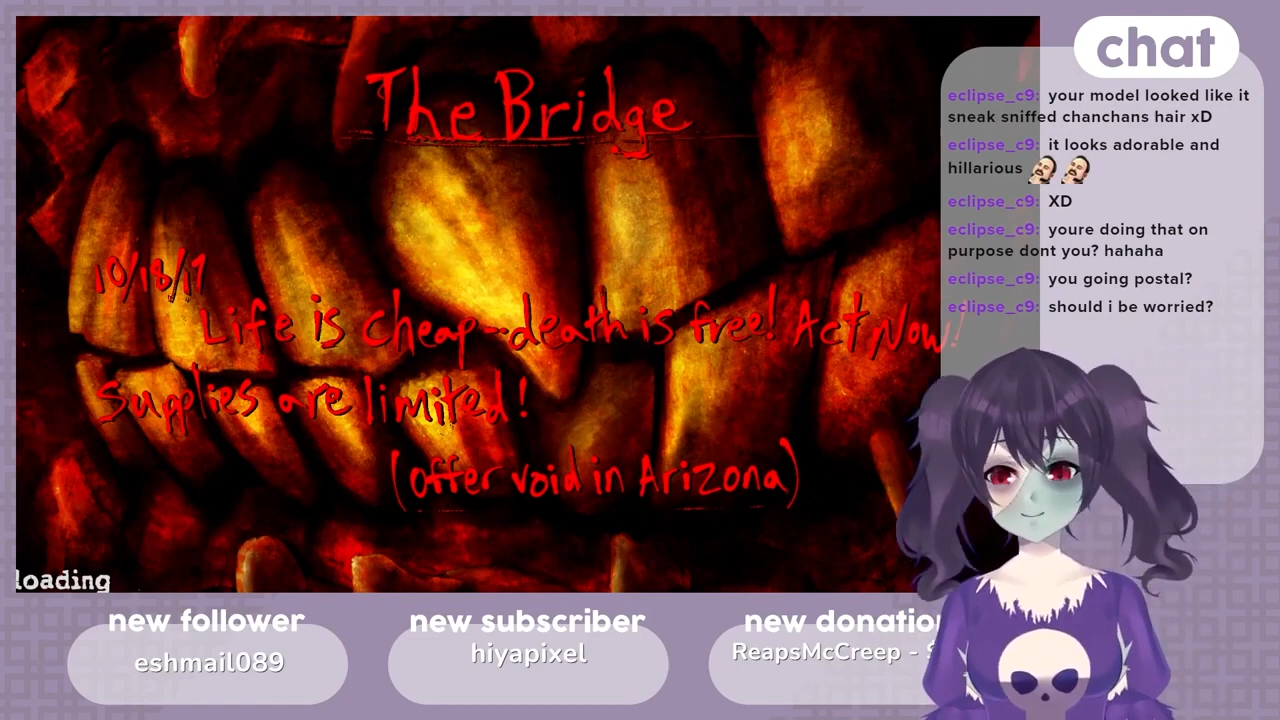 The Bridge
10/18/17
Life is cheap--death is free! Act Now!
Supplies are limited!
(offer void in Arizona)
loading
chat
eclipse_c9: your model looked like it
sneak sniffed chanchans hair xD
eclipse_c9: it looks adorable and
hillarious
eclipse_c9: XD
eclipse_c9: youre doing that on
purpose dont you? hahaha
eclipse_c9: you going postal?
eclipse_c9: should i be worried?
new follower
eshmail089
new subscriber
hiyapixel
new donation
ReapsMcCreep -